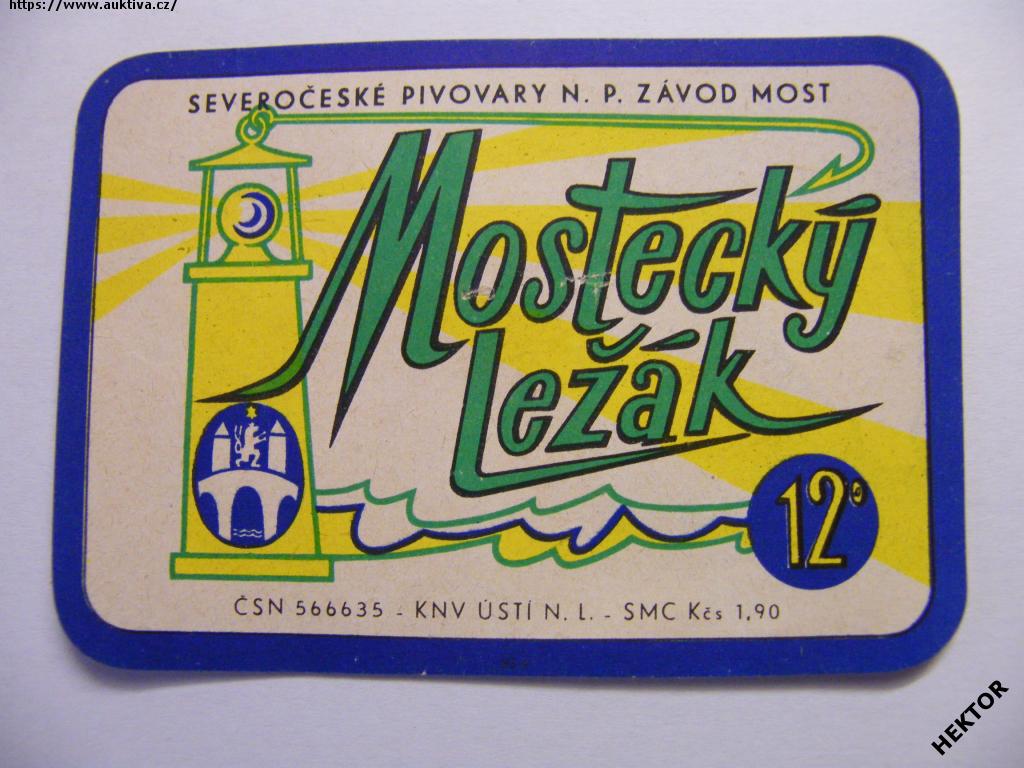 https://www.auktiva.cz/
SEVEROČESKÉ PIVOVARY N. P. ZÁVOD MOST
Mostecký
Ležák
12°
ČSN 566635 - KNV ÚSTÍ N. L. - SMC Kčs 1,90
HEKTOR